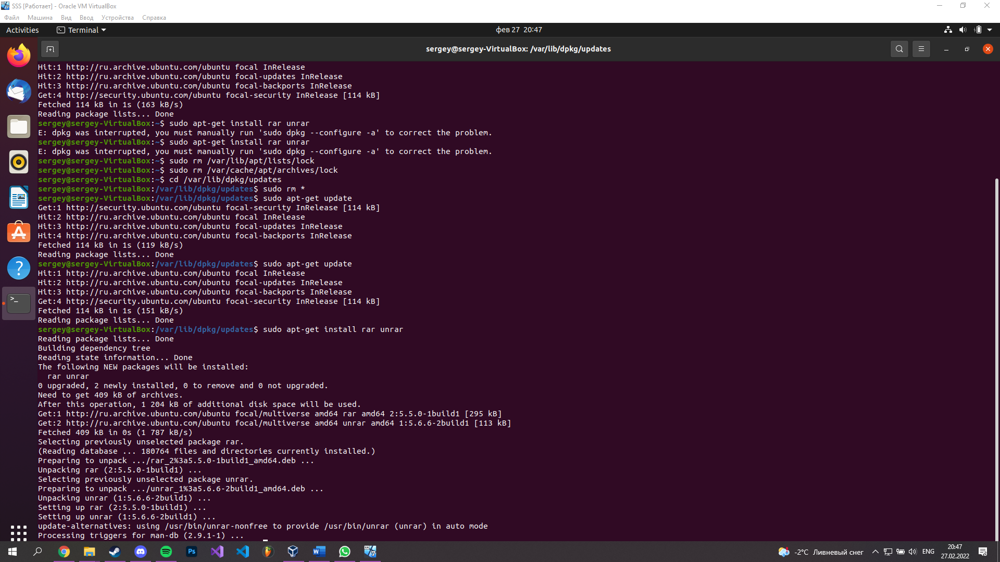 SSS [Работает] - Oracle VM VirtualBox
Файл Машина Вид Ввод Устройства Справка
Activities Terminal фев 27 20:47
sergey@sergey-VirtualBox: /var/lib/dpkg/updates
Hit:1 http://ru.archive.ubuntu.com/ubuntu focal InRelease
Hit:2 http://ru.archive.ubuntu.com/ubuntu focal-updates InRelease
Hit:3 http://ru.archive.ubuntu.com/ubuntu focal-backports InRelease
Get:4 http://security.ubuntu.com/ubuntu focal-security InRelease [114 kB]
Fetched 114 kB in 1s (163 kB/s)
Reading package lists... Done
sergey@sergey-VirtualBox:~$ sudo apt-get install rar unrar
E: dpkg was interrupted, you must manually run 'sudo dpkg --configure -a' to correct the problem.
sergey@sergey-VirtualBox:~$ sudo apt-get install rar unrar
E: dpkg was interrupted, you must manually run 'sudo dpkg --configure -a' to correct the problem.
sergey@sergey-VirtualBox:~$ sudo rm /var/lib/apt/lists/lock
sergey@sergey-VirtualBox:~$ sudo rm /var/cache/apt/archives/lock
sergey@sergey-VirtualBox:~$ cd /var/lib/dpkg/updates
sergey@sergey-VirtualBox:/var/lib/dpkg/updates$ sudo rm *
sergey@sergey-VirtualBox:/var/lib/dpkg/updates$ sudo apt-get update
Get:1 http://security.ubuntu.com/ubuntu focal-security InRelease [114 kB]
Hit:2 http://ru.archive.ubuntu.com/ubuntu focal InRelease
Hit:3 http://ru.archive.ubuntu.com/ubuntu focal-updates InRelease
Hit:4 http://ru.archive.ubuntu.com/ubuntu focal-backports InRelease
Fetched 114 kB in 1s (119 kB/s)
Reading package lists... Done
sergey@sergey-VirtualBox:/var/lib/dpkg/updates$ sudo apt-get update
Hit:1 http://ru.archive.ubuntu.com/ubuntu focal InRelease
Hit:2 http://ru.archive.ubuntu.com/ubuntu focal-updates InRelease
Hit:3 http://ru.archive.ubuntu.com/ubuntu focal-backports InRelease
Get:4 http://security.ubuntu.com/ubuntu focal-security InRelease [114 kB]
Fetched 114 kB in 1s (151 kB/s)
Reading package lists... Done
sergey@sergey-VirtualBox:/var/lib/dpkg/updates$ sudo apt-get install rar unrar
Reading package lists... Done
Building dependency tree
Reading state information... Done
The following NEW packages will be installed:
  rar unrar
0 upgraded, 2 newly installed, 0 to remove and 0 not upgraded.
Need to get 409 kB of archives.
After this operation, 1 204 kB of additional disk space will be used.
Get:1 http://ru.archive.ubuntu.com/ubuntu focal/multiverse amd64 rar amd64 2:5.5.0-1build1 [295 kB]
Get:2 http://ru.archive.ubuntu.com/ubuntu focal/multiverse amd64 unrar amd64 1:5.6.6-2build1 [113 kB]
Fetched 409 kB in 0s (1 787 kB/s)
Selecting previously unselected package rar.
(Reading database ... 180764 files and directories currently installed.)
Preparing to unpack .../rar_2%3a5.5.0-1build1_amd64.deb ...
Unpacking rar (2:5.5.0-1build1) ...
Selecting previously unselected package unrar.
Preparing to unpack .../unrar_1%3a5.6.6-2build1_amd64.deb ...
Unpacking unrar (1:5.6.6-2build1) ...
Setting up rar (2:5.5.0-1build1) ...
Setting up unrar (1:5.6.6-2build1) ...
update-alternatives: using /usr/bin/unrar-nonfree to provide /usr/bin/unrar (unrar) in auto mode
Processing triggers for man-db (2.9.1-1) ...
Ps W -2°C Ливневый снег ENG 20:47
27.02.2022